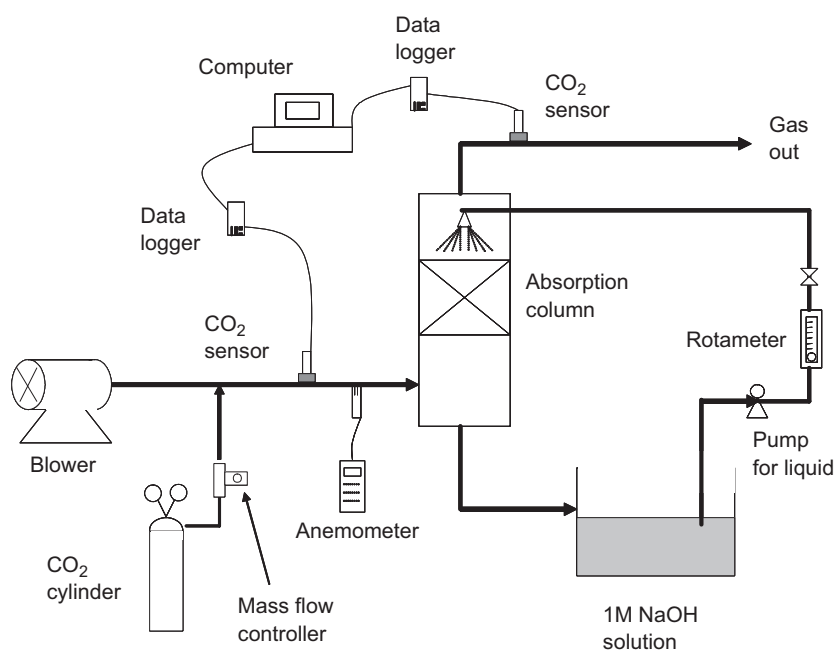 Data
logger
Computer
CO2
sensor
Gas
out
Data
logger
Absorption
column
CO2
sensor
Rotameter
Blower
Pump
for liquid
Anemometer
CO2
cylinder
Mass flow
controller
1M NaOH
solution